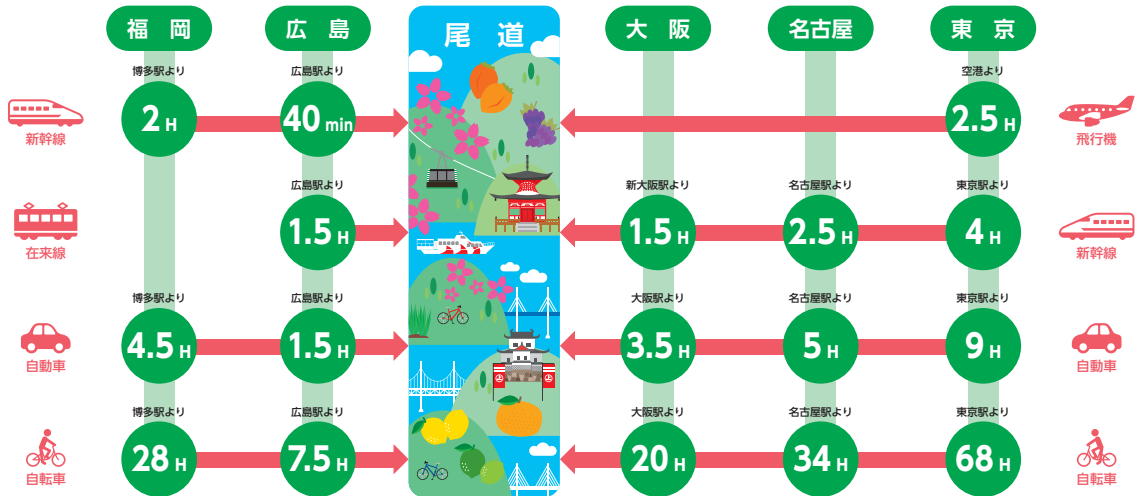 福岡
広島
尾道
大阪
名古屋
東京
博多駅より
広島駅より
空港より
新幹線
2 H
40 min
2.5 H
飛行機
広島駅より
新大阪駅より
名古屋駅より
東京駅より
在来線
1.5 H
1.5 H
2.5 H
4 H
新幹線
博多駅より
広島駅より
大阪駅より
名古屋駅より
東京駅より
自動車
4.5 H
1.5 H
3.5 H
5 H
9 H
自動車
博多駅より
広島駅より
大阪駅より
名古屋駅より
東京駅より
自転車
28 H
7.5 H
20 H
34 H
68 H
自転車